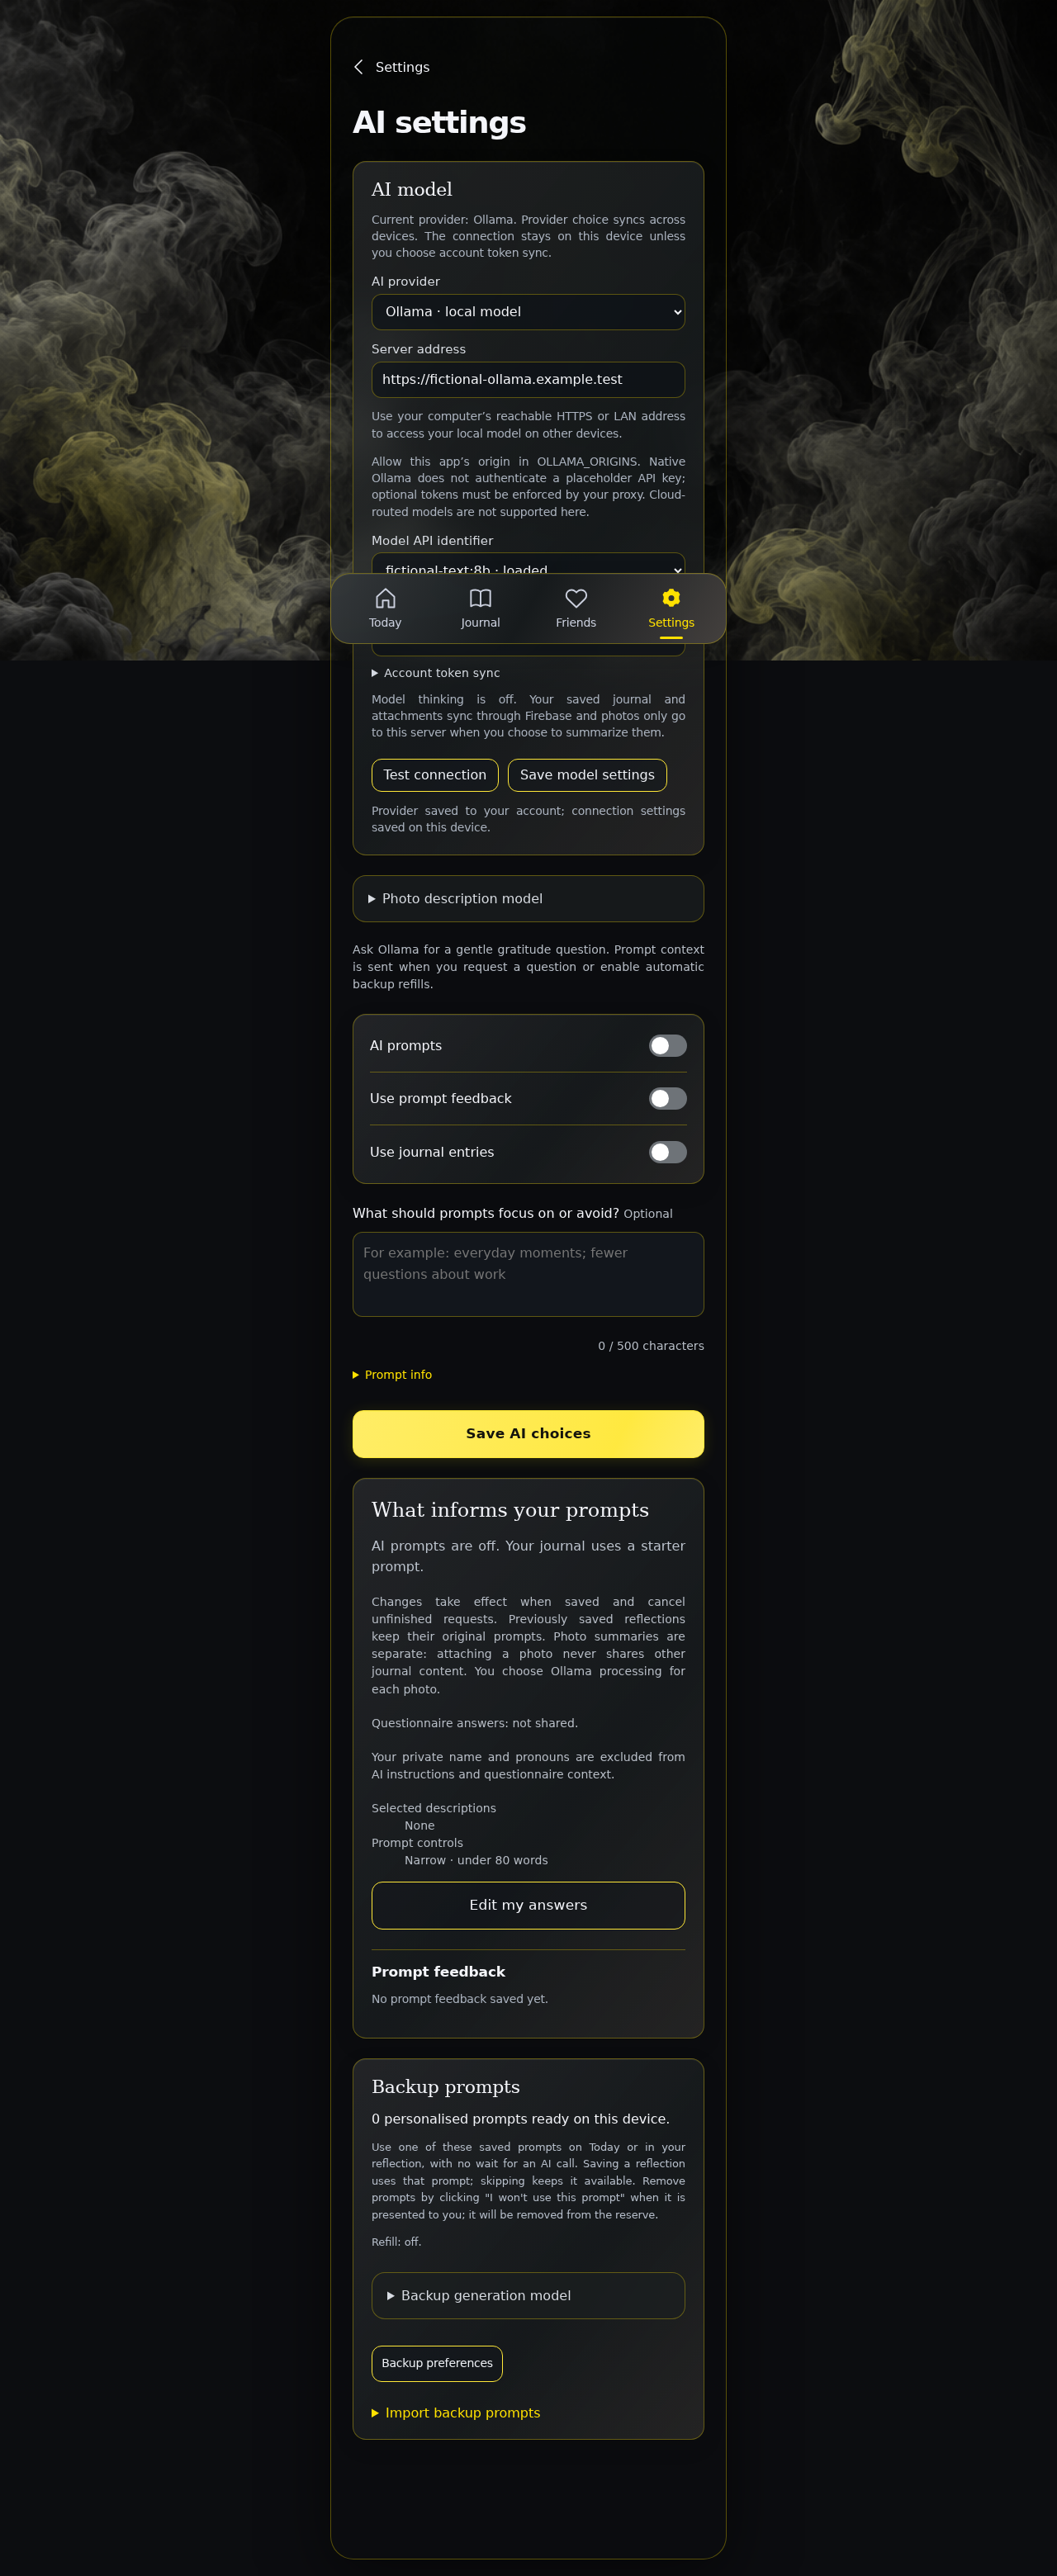 Settings
AI settings
AI model
Current provider: Ollama. Provider choice syncs across
devices. The connection stays on this device unless
you choose account token sync.
AI provider
Ollama · local model
Server address
https://fictional-ollama.example.test
Use your computer’s reachable HTTPS or LAN address
to access your local model on other devices.
Allow this app’s origin in OLLAMA_ORIGINS. Native
Ollama does not authenticate a placeholder API key;
optional tokens must be enforced by your proxy. Cloud-
routed models are not supported here.
Model API identifier
fictional-text:8b · loaded
Today
Journal
Friends
Settings
Account token sync
Model thinking is off. Your saved journal and
attachments sync through Firebase and photos only go
to this server when you choose to summarize them.
Test connection
Save model settings
Provider saved to your account; connection settings
saved on this device.
Photo description model
Ask Ollama for a gentle gratitude question. Prompt context
is sent when you request a question or enable automatic
backup refills.
AI prompts
Use prompt feedback
Use journal entries
What should prompts focus on or avoid? Optional
For example: everyday moments; fewer
questions about work
0 / 500 characters
Prompt info
Save AI choices
What informs your prompts
AI prompts are off. Your journal uses a starter
prompt.
Changes take effect when saved and cancel
unfinished requests. Previously saved reflections
keep their original prompts. Photo summaries are
separate: attaching a photo never shares other
journal content. You choose Ollama processing for
each photo.
Questionnaire answers: not shared.
Your private name and pronouns are excluded from
AI instructions and questionnaire context.
Selected descriptions
None
Prompt controls
Narrow · under 80 words
Edit my answers
Prompt feedback
No prompt feedback saved yet.
Backup prompts
0 personalised prompts ready on this device.
Use one of these saved prompts on Today or in your
reflection, with no wait for an AI call. Saving a reflection
uses that prompt; skipping keeps it available. Remove
prompts by clicking "I won't use this prompt" when it is
presented to you; it will be removed from the reserve.
Refill: off.
Backup generation model
Backup preferences
Import backup prompts